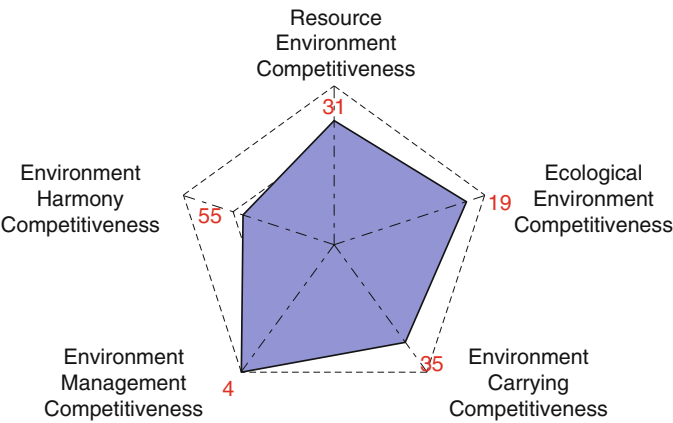 Resource
Environment
Competitiveness
31
Environment
Harmony
Competitiveness
55
Ecological
Environment
Competitiveness
19
Environment
Management
Competitiveness
4
35
Environment
Carrying
Competitiveness